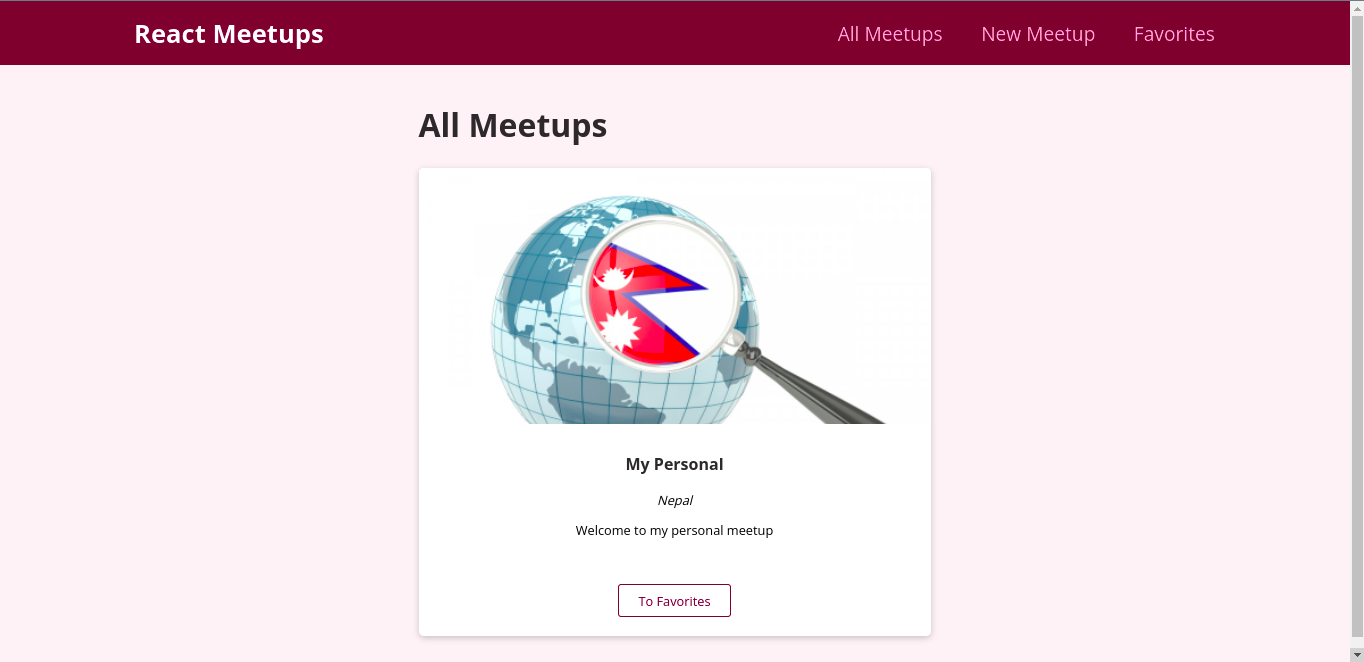 React Meetups
All Meetups
New Meetup
Favorites
All Meetups
My Personal
Nepal
Welcome to my personal meetup
To Favorites